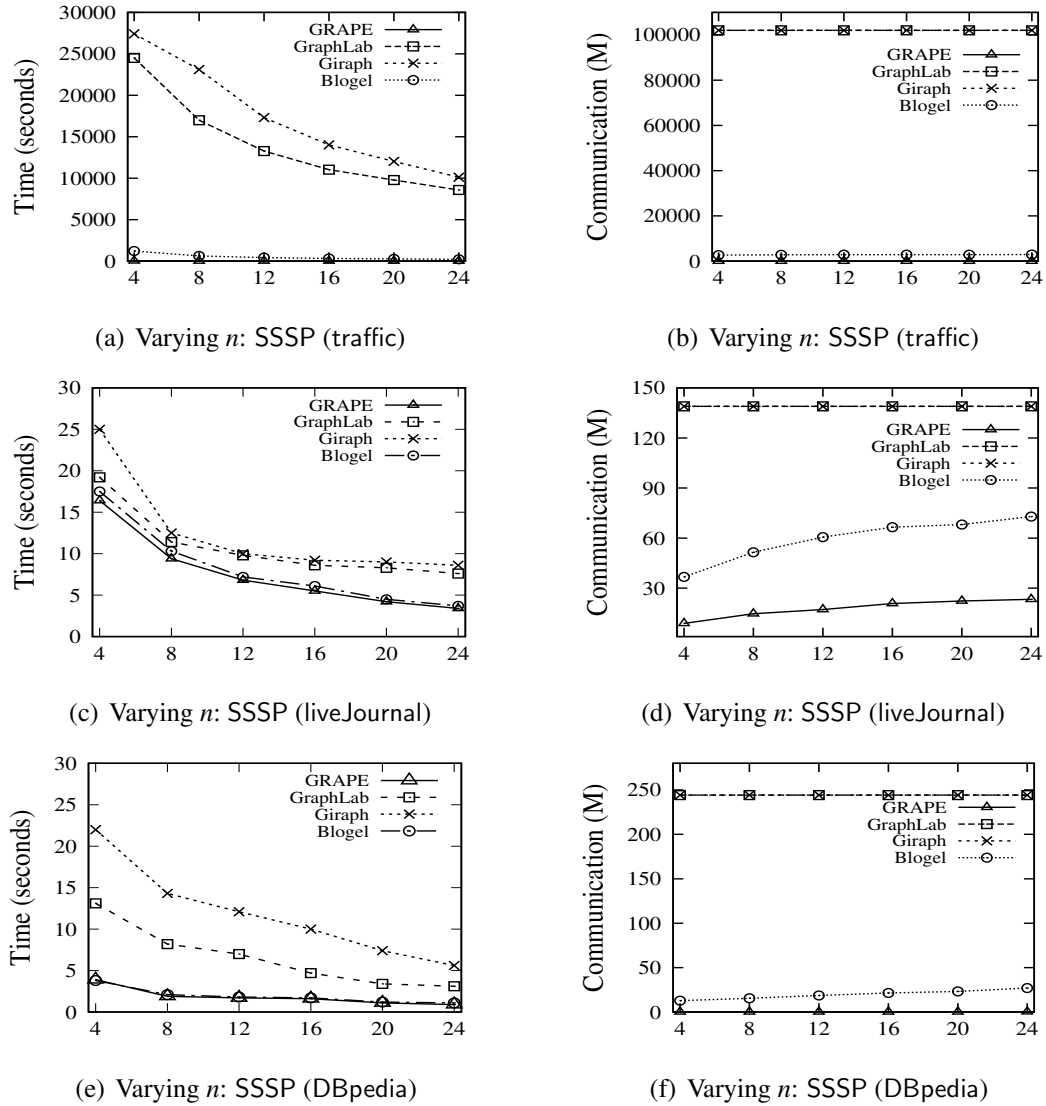 30000
25000
20000
15000
10000
5000
0
Time (seconds)
GRAPE
GraphLab
Giraph
Blogel
4 8 12 16 20 24
(a) Varying n: SSSP (traffic)
100000
80000
60000
40000
20000
0
Communication (M)
GRAPE
GraphLab
Giraph
Blogel
4 8 12 16 20 24
(b) Varying n: SSSP (traffic)
30
25
20
15
10
5
0
Time (seconds)
GRAPE
GraphLab
Giraph
Blogel
4 8 12 16 20 24
(c) Varying n: SSSP (liveJournal)
150
120
90
60
30
Communication (M)
GRAPE
GraphLab
Giraph
Blogel
4 8 12 16 20 24
(d) Varying n: SSSP (liveJournal)
30
25
20
15
10
5
0
Time (seconds)
GRAPE
GraphLab
Giraph
Blogel
4 8 12 16 20 24
(e) Varying n: SSSP (DBpedia)
250
200
150
100
50
0
Communication (M)
GRAPE
GraphLab
Giraph
Blogel
4 8 12 16 20 24
(f) Varying n: SSSP (DBpedia)